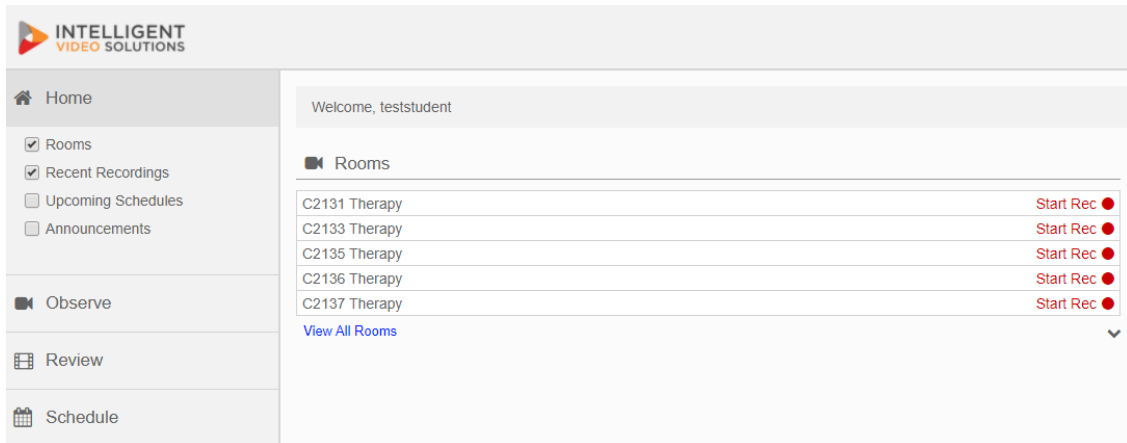 INTELLIGENT
VIDEO SOLUTIONS
Home
Rooms
Recent Recordings
Upcoming Schedules
Announcements
Observe
Review
Schedule
Welcome, teststudent
Rooms
C2131 Therapy Start Rec
C2133 Therapy Start Rec
C2135 Therapy Start Rec
C2136 Therapy Start Rec
C2137 Therapy Start Rec
View All Rooms